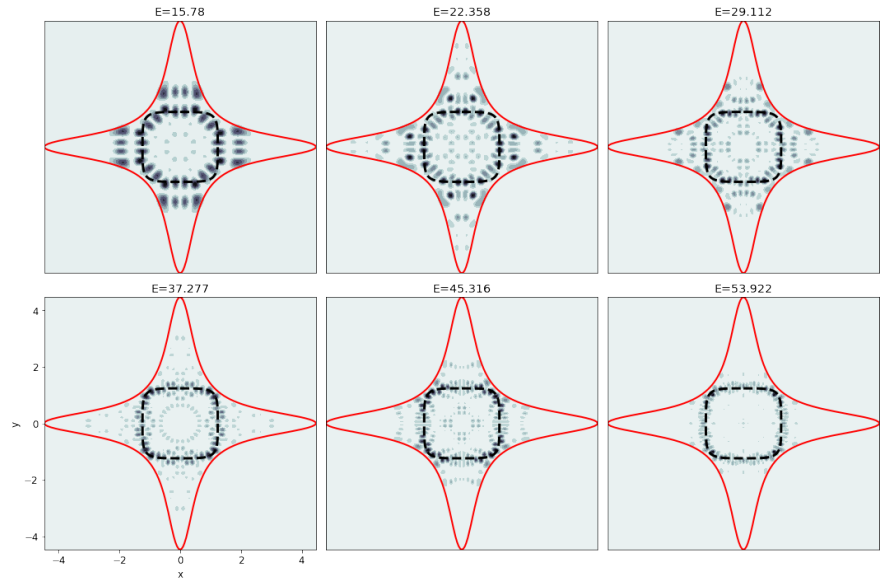 E=15.78
E=22.358
E=29.112
E=37.277
E=45.316
E=53.922
4
2
0
−2
−4
y
−4
−2
0
2
4
x